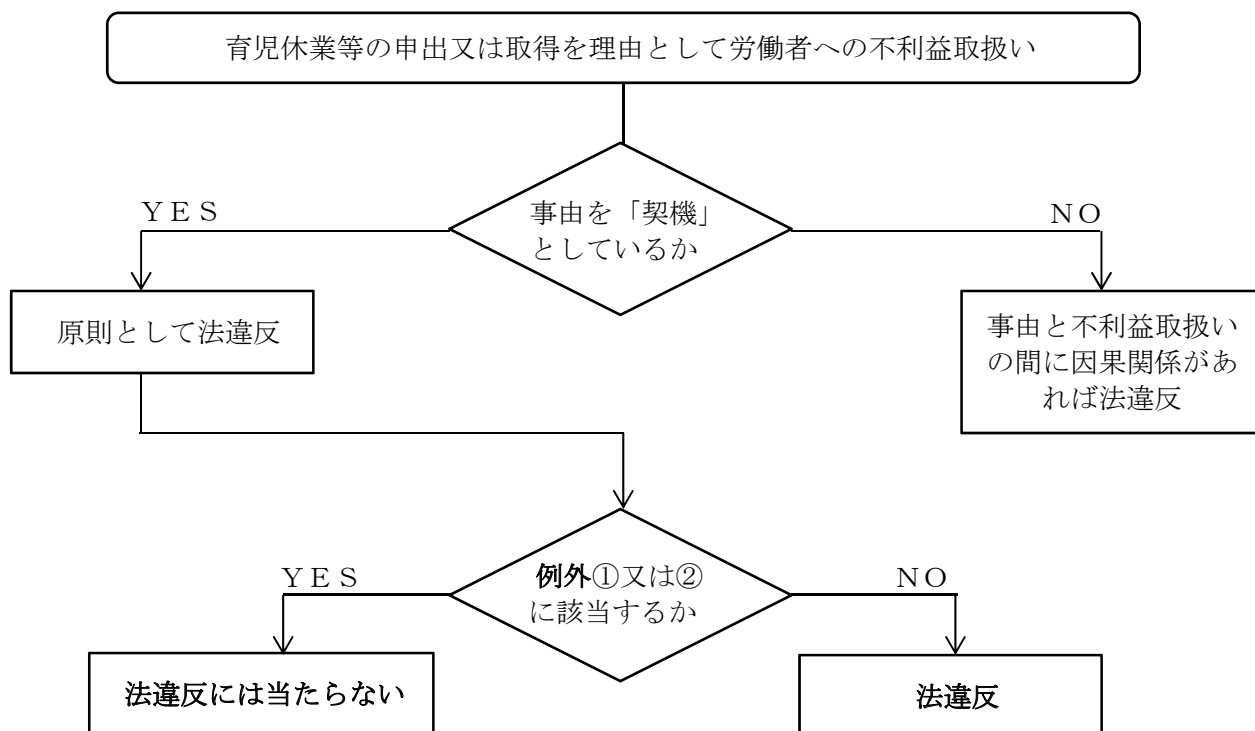 育児休業等の申出又は取得を理由として労働者への不利益取扱い
事由を「契機」
としているか
ＹＥＳ
ＮＯ
原則として法違反
事由と不利益取扱い
の間に因果関係があ
れば法違反
例外①又は②
に該当するか
ＹＥＳ
ＮＯ
法違反には当たらない
法違反